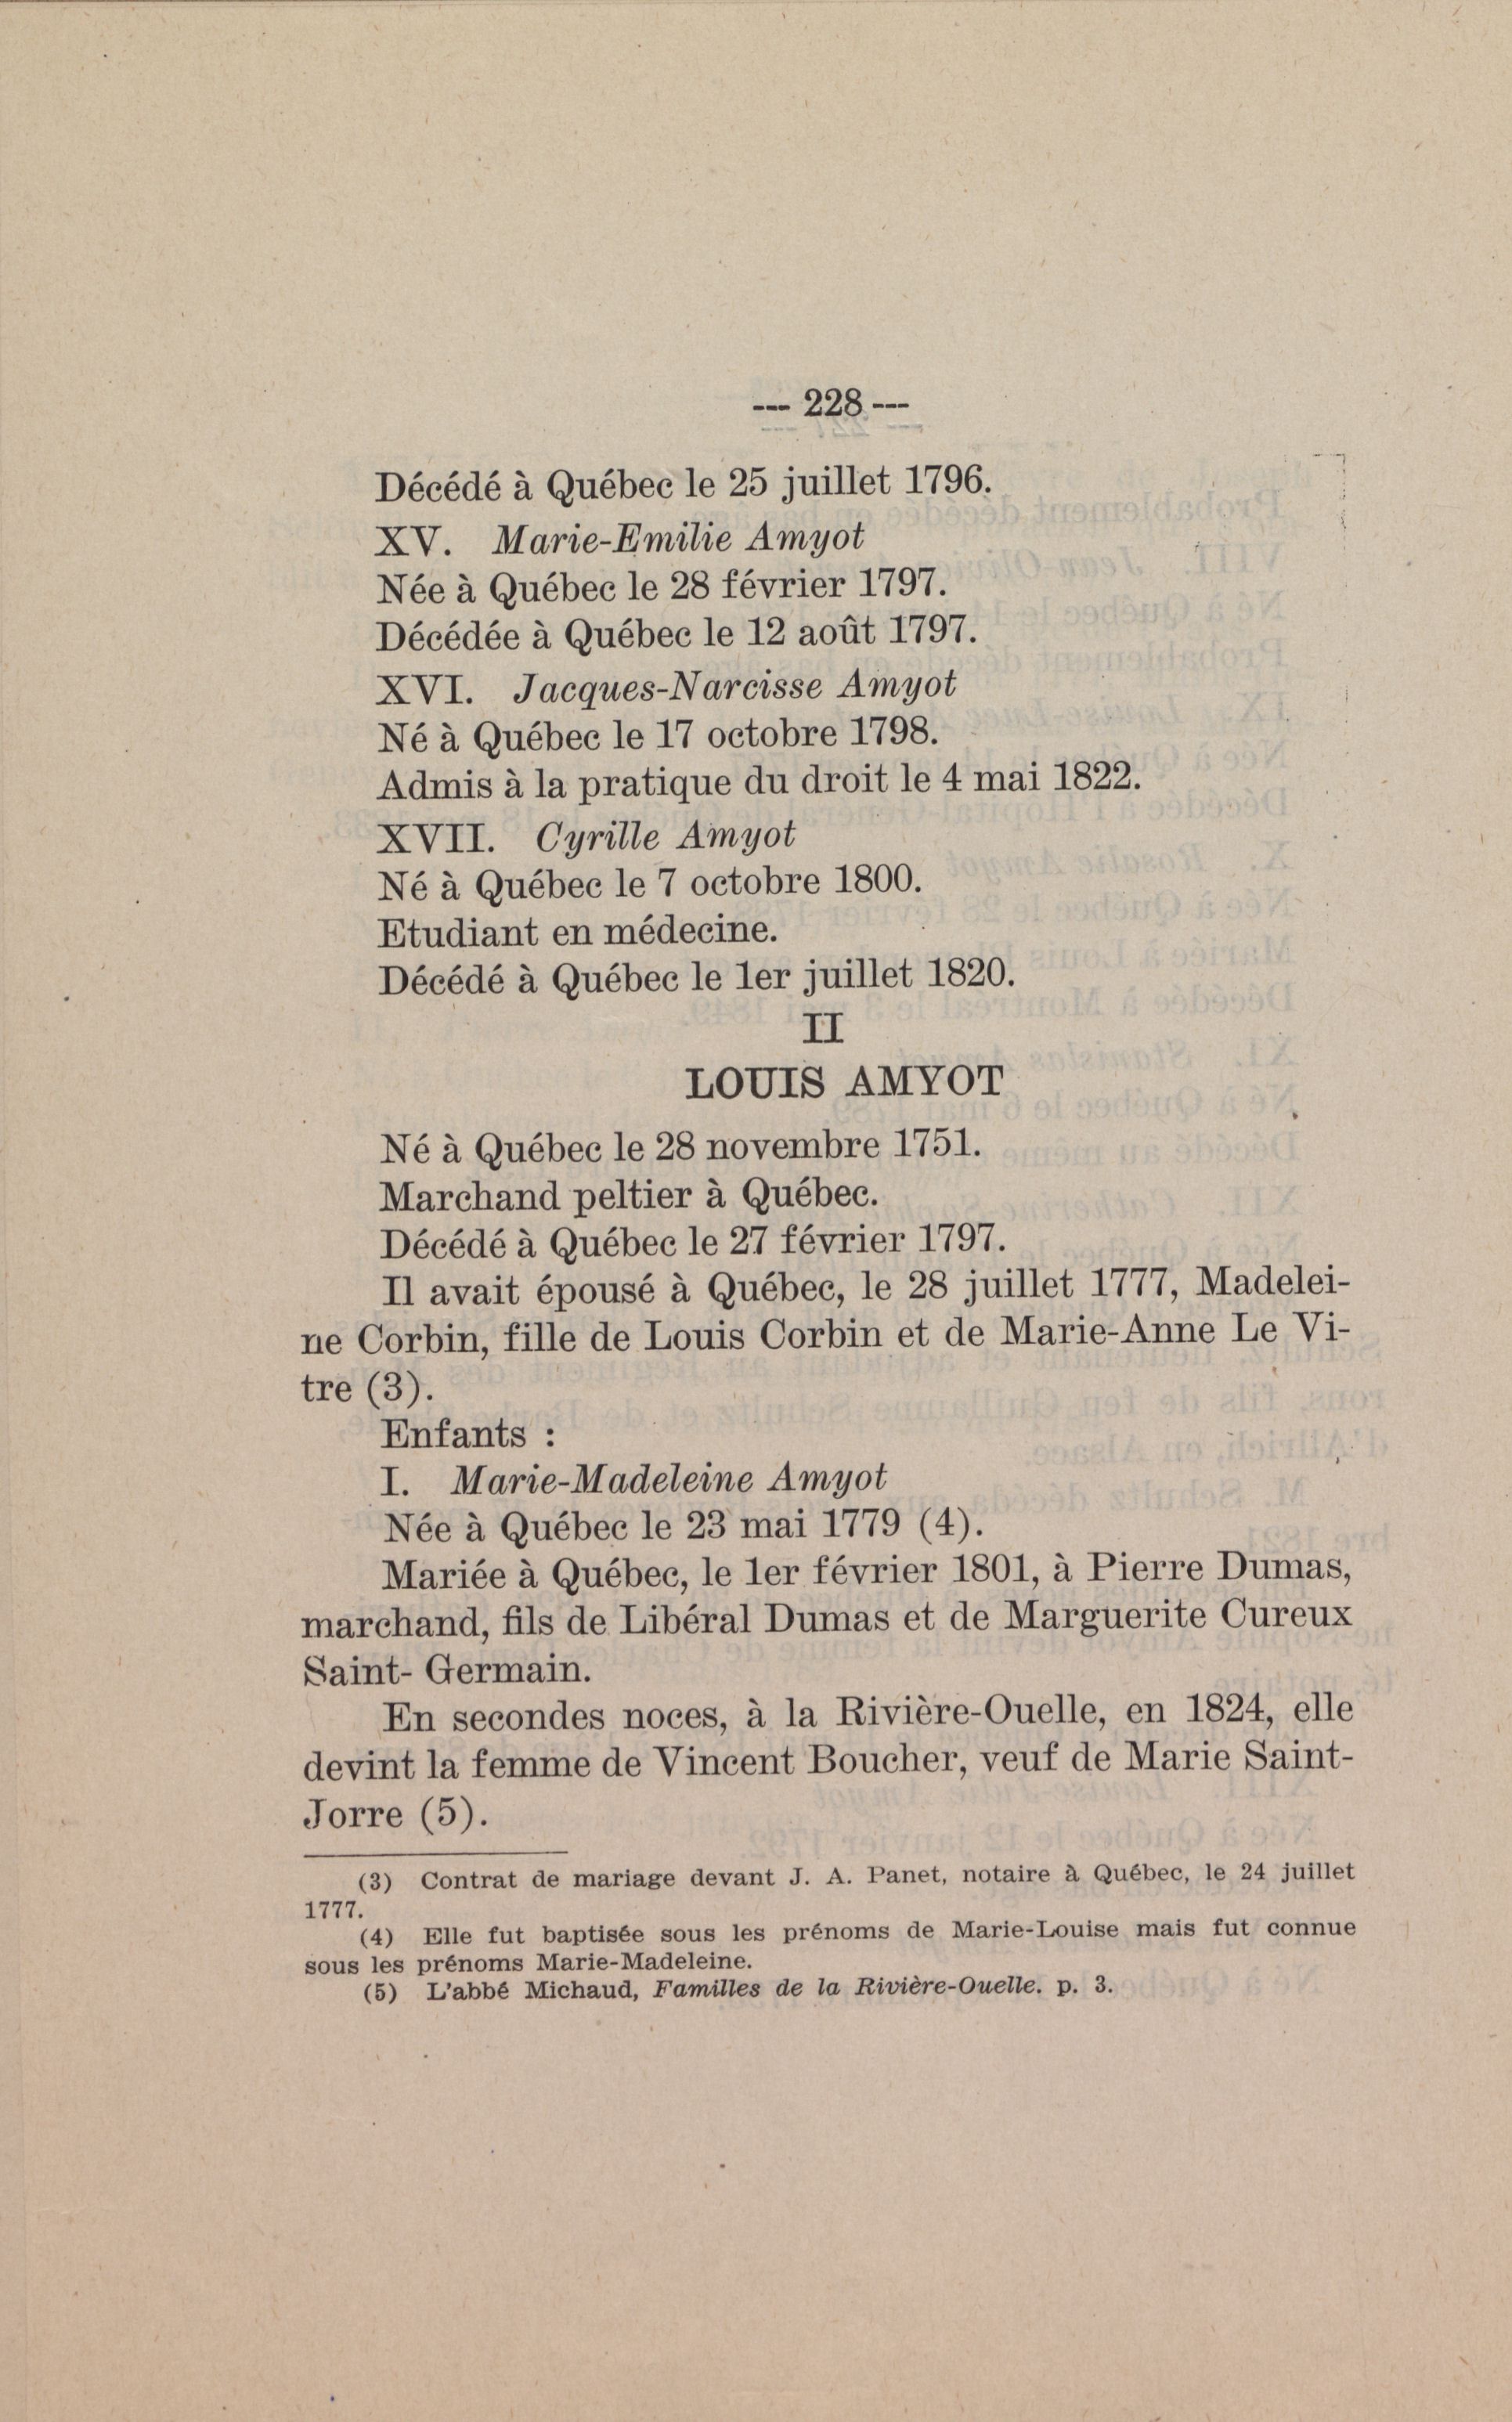 --- 228 ---
Décédé à Québec le 25 juillet 1796.
XV. Marie-Emilie Amyot
Née à Québec le 28 février 1797.
Décédée à Québec le 12 août 1797.
XVI. Jacques-Narcisse Amyot
Né à Québec le 17 octobre 1798.
Admis à la pratique du droit le 4 mai 1822.
XVII. Cyrille Amyot
Né à Québec le 7 octobre 1800.
Etudiant en médecine.
Décédé à Québec le 1er juillet 1820.
II
LOUIS AMYOT
Né à Québec le 28 novembre 1751.
Marchand peltier à Québec.
Décédé à Québec le 27 février 1797.
Il avait épousé à Québec, le 28 juillet 1777, Madelei-
ne Corbin, fille de Louis Corbin et de Marie-Anne Le Vi-
tre (3).
Enfants :
I. Marie-Madeleine Amyot
Née à Québec le 23 mai 1779 (4).
Mariée à Québec, le 1er février 1801, à Pierre Dumas,
marchand, fils de Libéral Dumas et de Marguerite Cureux
Saint- Germain.
En secondes noces, à la Rivière-Ouelle, en 1824, elle
devint la femme de Vincent Boucher, veuf de Marie Saint-
Jorre (5).
(3) Contrat de mariage devant J. A. Panet, notaire à Québec, le 24 juillet
1777.
(4) Elle fut baptisée sous les prénoms de Marie-Louise mais fut connue
sous les prénoms Marie-Madeleine.
(5) L'abbé Michaud, Familles de la Rivière-Ouelle. p. 3.